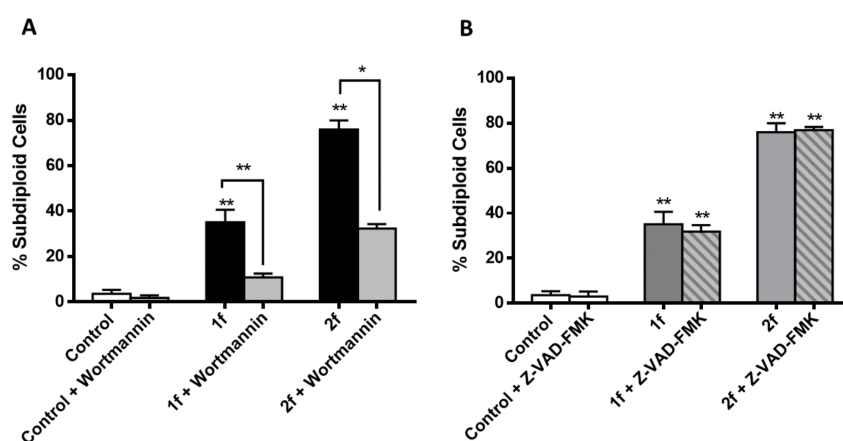 A
% Subdiploid Cells
100
80
60
40
20
0
**
**
**
*
Control
Control + Wortmannin
1f
1f + Wortmannin
2f
2f + Wortmannin
B
% Subdiploid Cells
100
80
60
40
20
0
**
**
**
**
Control
Control + Z-VAD-FMK
1f
1f + Z-VAD-FMK
2f
2f + Z-VAD-FMK